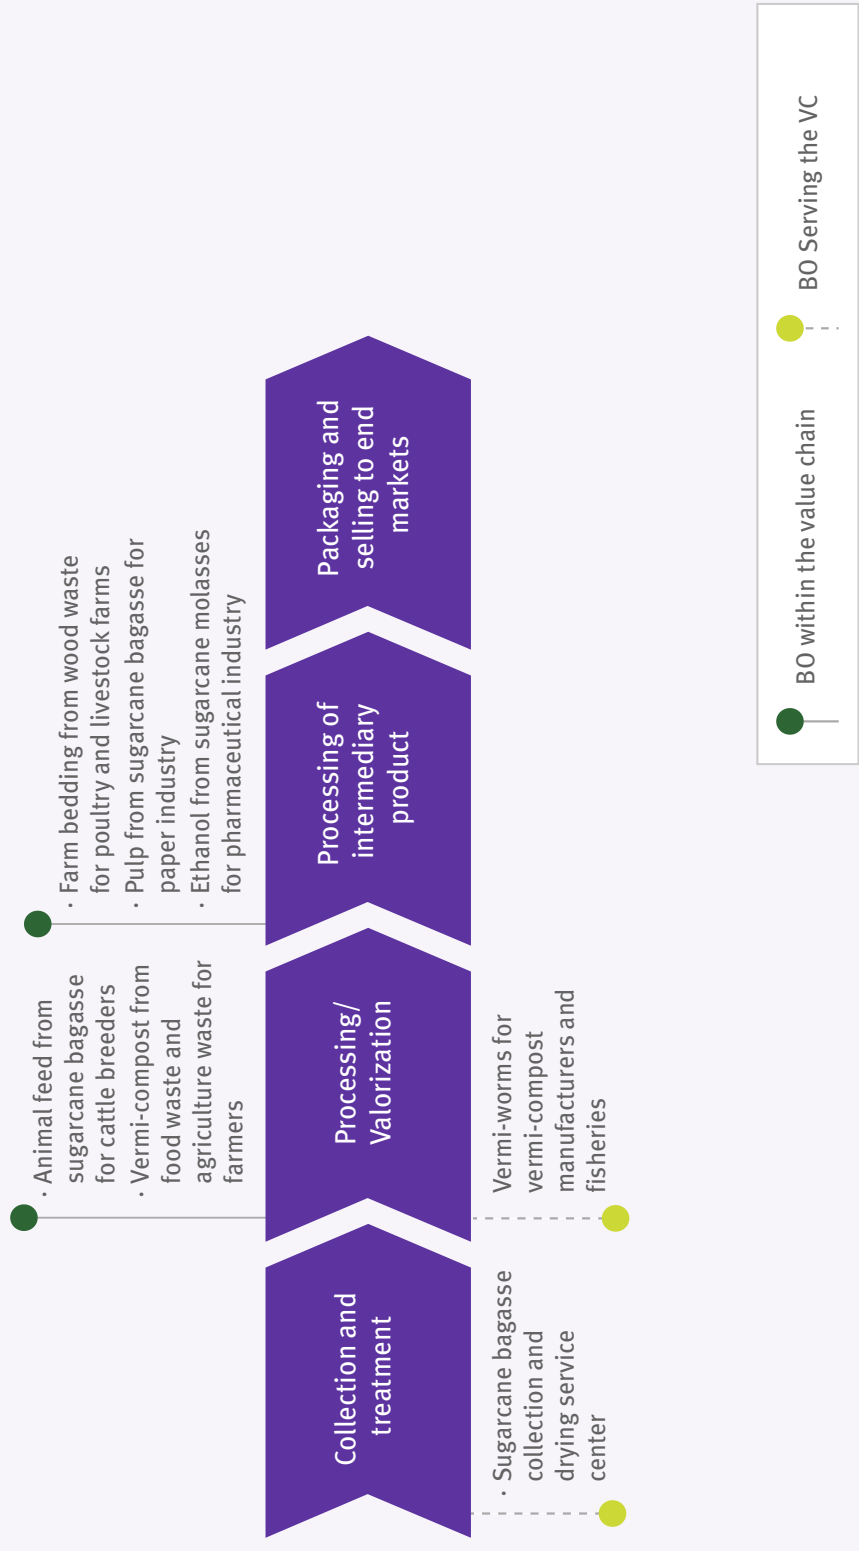 · Animal feed from
sugarcane bagasse
for cattle breeders
· Vermi-compost from
food waste and
agriculture waste for
farmers
· Farm bedding from wood waste
for poultry and livestock farms
· Pulp from sugarcane bagasse for
paper industry
· Ethanol from sugarcane molasses
for pharmaceutical industry
Collection and
treatment
Processing/
Valorization
Processing of
intermediary
product
Packaging and
selling to end
markets
· Sugarcane bagasse
collection and
drying service
center
Vermi-worms for
vermi-compost
manufacturers and
fisheries
BO within the value chain
BO Serving the VC